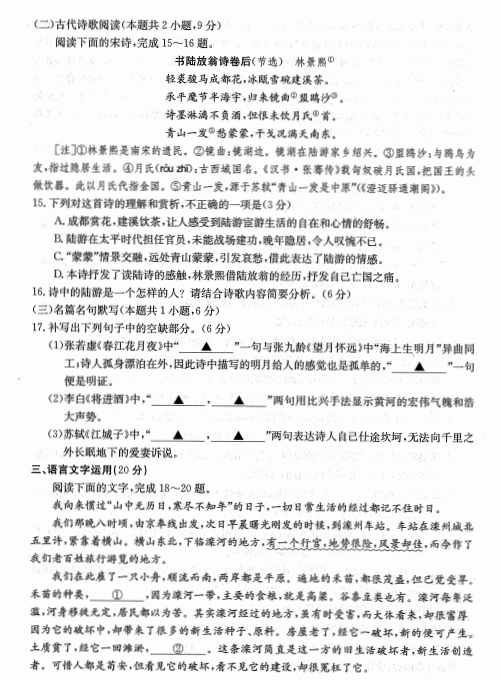 (二)古代诗歌阅读(本题共2小题,9分)
阅读下面的宋诗,完成15~16题。
书陆放翁诗卷后(节选) 林景熙①
轻裘骏马成都花,冰瓯雪碗建溪茶。
承平麾节半海宇,归来镜曲②盟鸥沙③。
诗墨淋漓不负酒,但恨未饮月氏④首。
青山一发⑤愁蒙蒙,干戈况满天南东。
[注]①林景熙是南宋的遗民。②镜曲:镜湖边。镜湖在陆游家乡绍兴。③盟鸥沙:与鸥鸟为
友,指过隐居生活。④月氏(ròu zhī):古西域国名。《汉书·张骞传》载匈奴破月氏国,把国王的头
做饮器。此以月氏代指金国。⑤青山一发,源于苏轼“青山一发是中原”(《澄迈驿通潮阁》)。
15.下列对这首诗的理解和赏析,不正确的一项是(3分)
A.成都赏花,建溪饮茶,让人感受到陆游宦游生活的自在和心情的舒畅。
B.陆游在太平时代担任官员,未能战场建功,晚年隐居,令人叹愧不已。
C.“蒙蒙”情景交融,远处青山蒙蒙,引发哀愁,借此表达了陆游的情感。
D.本诗抒发了读陆诗的感触,林景熙借陆放翁的经历,抒发自己亡国之痛。
16.诗中的陆游是一个怎样的人?请结合诗歌内容简要分析。(6分)
(三)名篇名句默写(本题共1小题,6分)
17.补写出下列句子中的空缺部分。(6分)
(1)张若虚《春江花月夜》中“____▲____”一句与张九龄《望月怀远》中“海上生明月”异曲同
工;诗人孤身漂泊在外,因此诗中描写的明月给人的感觉也是孤单的,“____▲____”一句
便是明证。
(2)李白《将进酒》中,“____▲____,____▲____”两句用比兴手法显示黄河的宏伟气魄和浩
大声势。
(3)苏轼《江城子》中,“____▲____,____▲____”两句表达诗人自己仕途坎坷,无法向千里之
外长眠地下的爱妻诉说。
三、语言文字运用(20分)
阅读下面的文字,完成18~20题。
我向来惯过“山中无历日,寒尽不知年”的日子,一切日常生活的经过都记不住时日。
我们那晚八时顷,由京奉线出发,次日早晨曙光刚发的时候,到滦州车站。车站在滦州城北
五里许,紧靠着横山。横山东北,下临滦河的地方,有一个行宫,地势很险,风景却佳,而今作了
我们老百姓旅行游览的地方。
我们在此雇了一只小舟,顺流而南,两岸都是平原。遍地的禾苗,都很茂盛,但已觉受旱。
禾苗的种类,____①____,因为滦河一带,主要的食粮,就是高粱。谷黍豆类也有。滦河每年泛
滥,河身移徙无定,居民都以为苦。其实滦河经过的地方,虽有时受害,而大体看来,却很富厚
因为它的破坏中,却带来了很多的新生活种子、原料。房屋老了,经它一破坏,新的便可产生。
土质贫了,经它一回滩淤,____②____。这条滦河简直是这一方的旧生活破坏者,新生活创造
者。可惜人都是苟安,但看见它的破坏,看不见它的建设,却很冤枉了它。